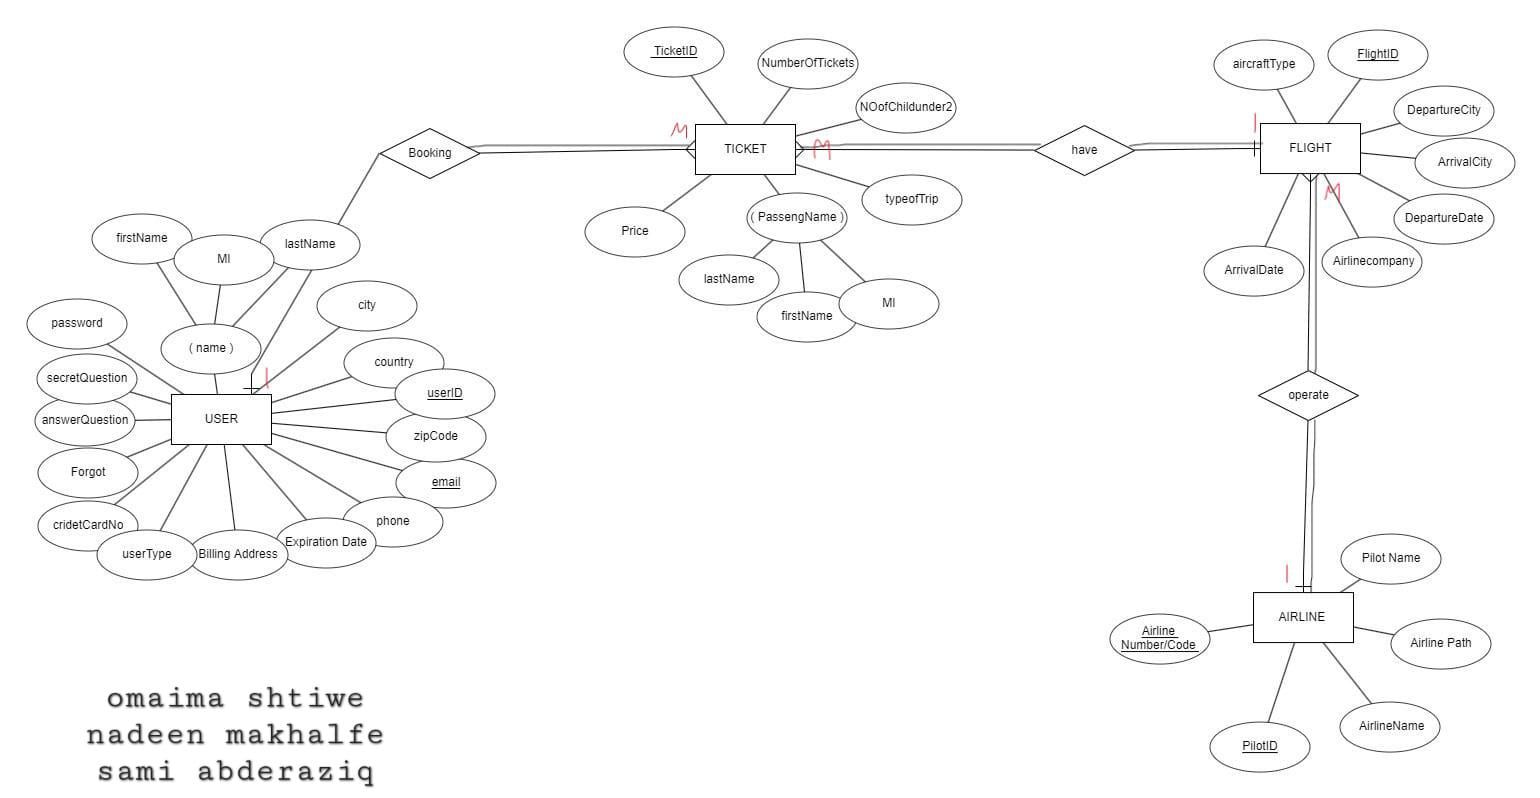 TicketID
NumberOfTickets
NOofChildunder2
aircraftType
FlightID
DepartureCity
ArrivalCity
DepartureDate
Airlinecompany
ArrivalDate
M
TICKET
M
have
1
FLIGHT
M
Booking
typeofTrip
( PassengName )
Price
lastName
firstName
MI
firstName
MI
lastName
city
password
( name )
country
secretQuestion
1
userID
answerQuestion
USER
zipCode
Forgot
email
cridetCardNo
phone
userType
Billing Address
Expiration Date
operate
1
Pilot Name
AIRLINE
Airline
Number/Code
Airline Path
AirlineName
PilotID
omaima shtiwe
nadeen makhalfe
sami abderaziq